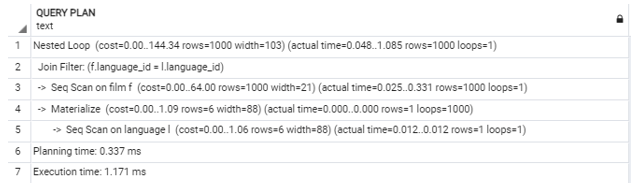 QUERY PLAN
text
1 Nested Loop (cost=0.00..144.34 rows=1000 width=103) (actual time=0.048..1.085 rows=1000 loops=1)
2 Join Filter: (f.language_id = l.language_id)
3 -> Seq Scan on film f (cost=0.00..64.00 rows=1000 width=21) (actual time=0.025..0.331 rows=1000 loops=1)
4 -> Materialize (cost=0.00..1.09 rows=6 width=88) (actual time=0.000..0.000 rows=1 loops=1000)
5 -> Seq Scan on language l (cost=0.00..1.06 rows=6 width=88) (actual time=0.012..0.012 rows=1 loops=1)
6 Planning time: 0.337 ms
7 Execution time: 1.171 ms